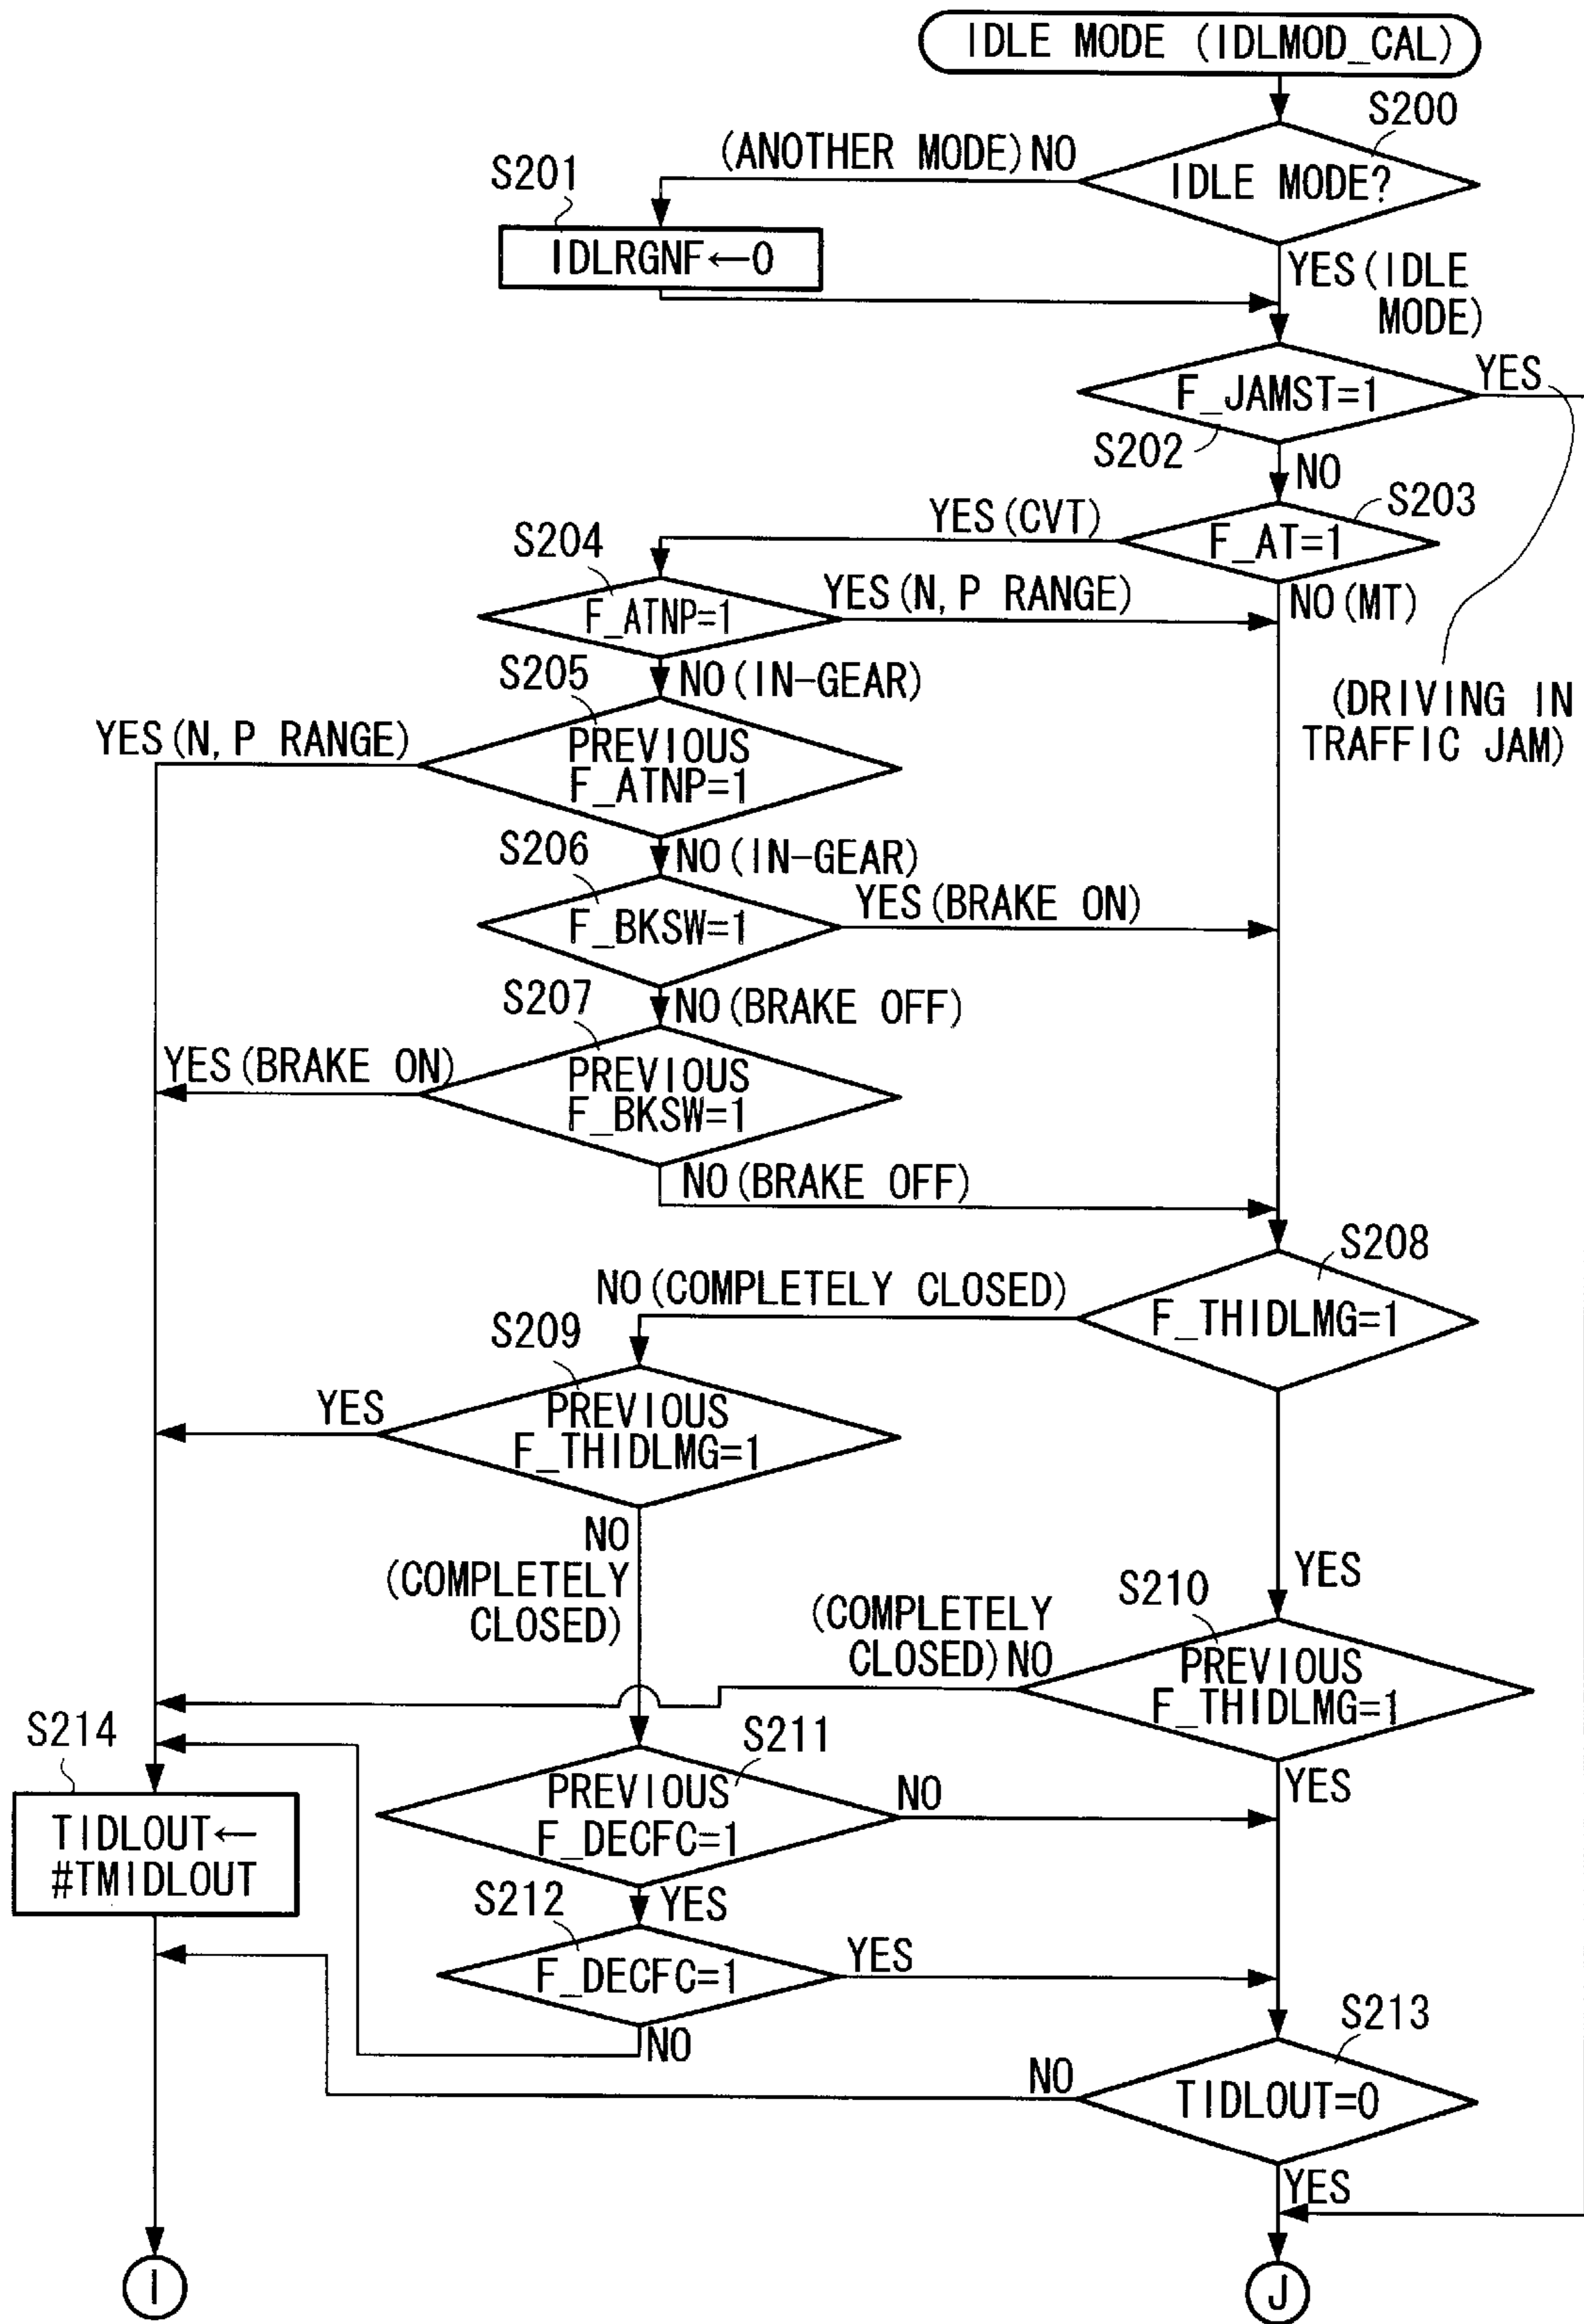 IDLE MODE (IDLMOD_CAL)
S200
(ANOTHER MODE) NO
IDLE MODE?
S201
IDLRGNF←0
YES (IDLE
MODE)
F_JAMST=1
YES
S202
NO
S203
YES (CVT)
F_AT=1
S204
F_ATNP=1
YES (N, P RANGE)
NO (MT)
S205
NO (IN-GEAR)
(DRIVING IN
TRAFFIC JAM)
YES (N, P RANGE)
PREVIOUS
F_ATNP=1
S206
NO (IN-GEAR)
F_BKSW=1
YES (BRAKE ON)
S207
NO (BRAKE OFF)
YES (BRAKE ON)
PREVIOUS
F_BKSW=1
NO (BRAKE OFF)
S208
NO (COMPLETELY CLOSED)
F_THIDLMG=1
S209
YES
PREVIOUS
F_THIDLMG=1
NO
(COMPLETELY
CLOSED)
YES
S210
(COMPLETELY
CLOSED) NO
PREVIOUS
F_THIDLMG=1
S214
S211
YES
TIDLOUT←
#TMIDLOUT
PREVIOUS
F_DECFC=1
NO
S212
YES
F_DECFC=1
YES
NO
S213
NO
TIDLOUT=0
YES
I
J